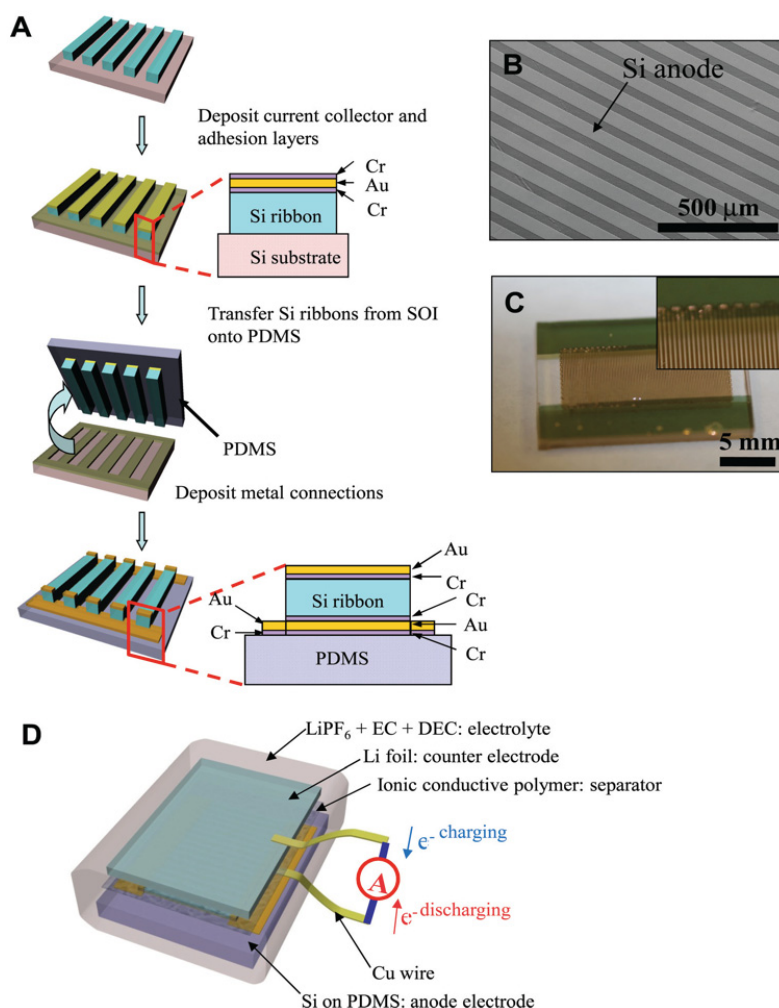 A
Deposit current collector and
adhesion layers
Cr
Au
Cr
Si ribbon
Si substrate
Transfer Si ribbons from SOI
onto PDMS
PDMS
Deposit metal connections
Au
Cr
Si ribbon
Cr
Au
Au
Cr
Cr
PDMS
B
Si anode
500 μm
C
5 mm
D
LiPF₆ + EC + DEC: electrolyte
Li foil: counter electrode
Ionic conductive polymer: separator
e⁻ charging
A
e⁻ discharging
Cu wire
Si on PDMS: anode electrode